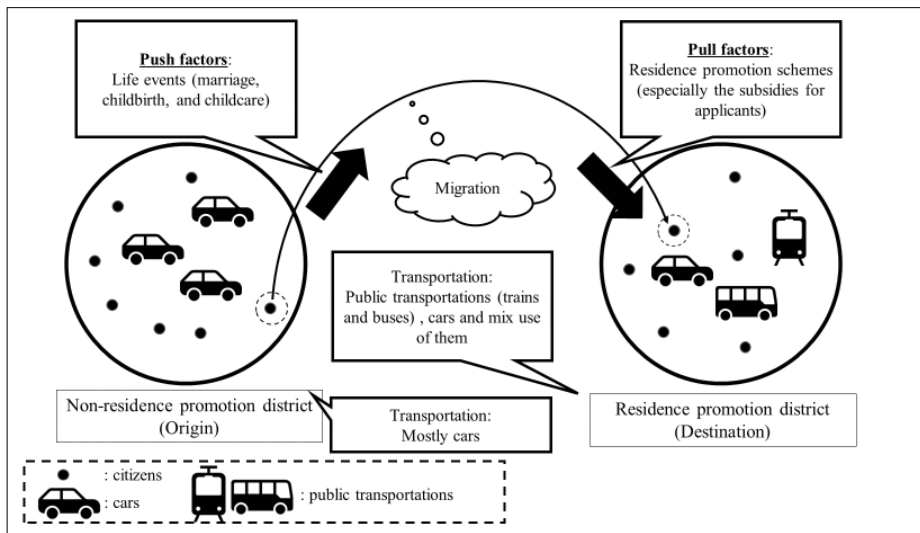 Push factors:
Life events (marriage,
childbirth, and childcare)
Pull factors:
Residence promotion schemes
(especially the subsidies for
applicants)
Migration
Transportation:
Public transportations (trains
and buses) , cars and mix use
of them
Non-residence promotion district
(Origin)
Transportation:
Mostly cars
Residence promotion district
(Destination)
: citizens
: cars
: public transportations